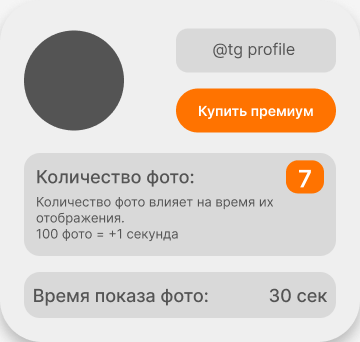 @tg profile
Купить премиум
Количество фото:
7
Количество фото влияет на время их
отображения.
100 фото = +1 секунда
Время показа фото:
30 сек